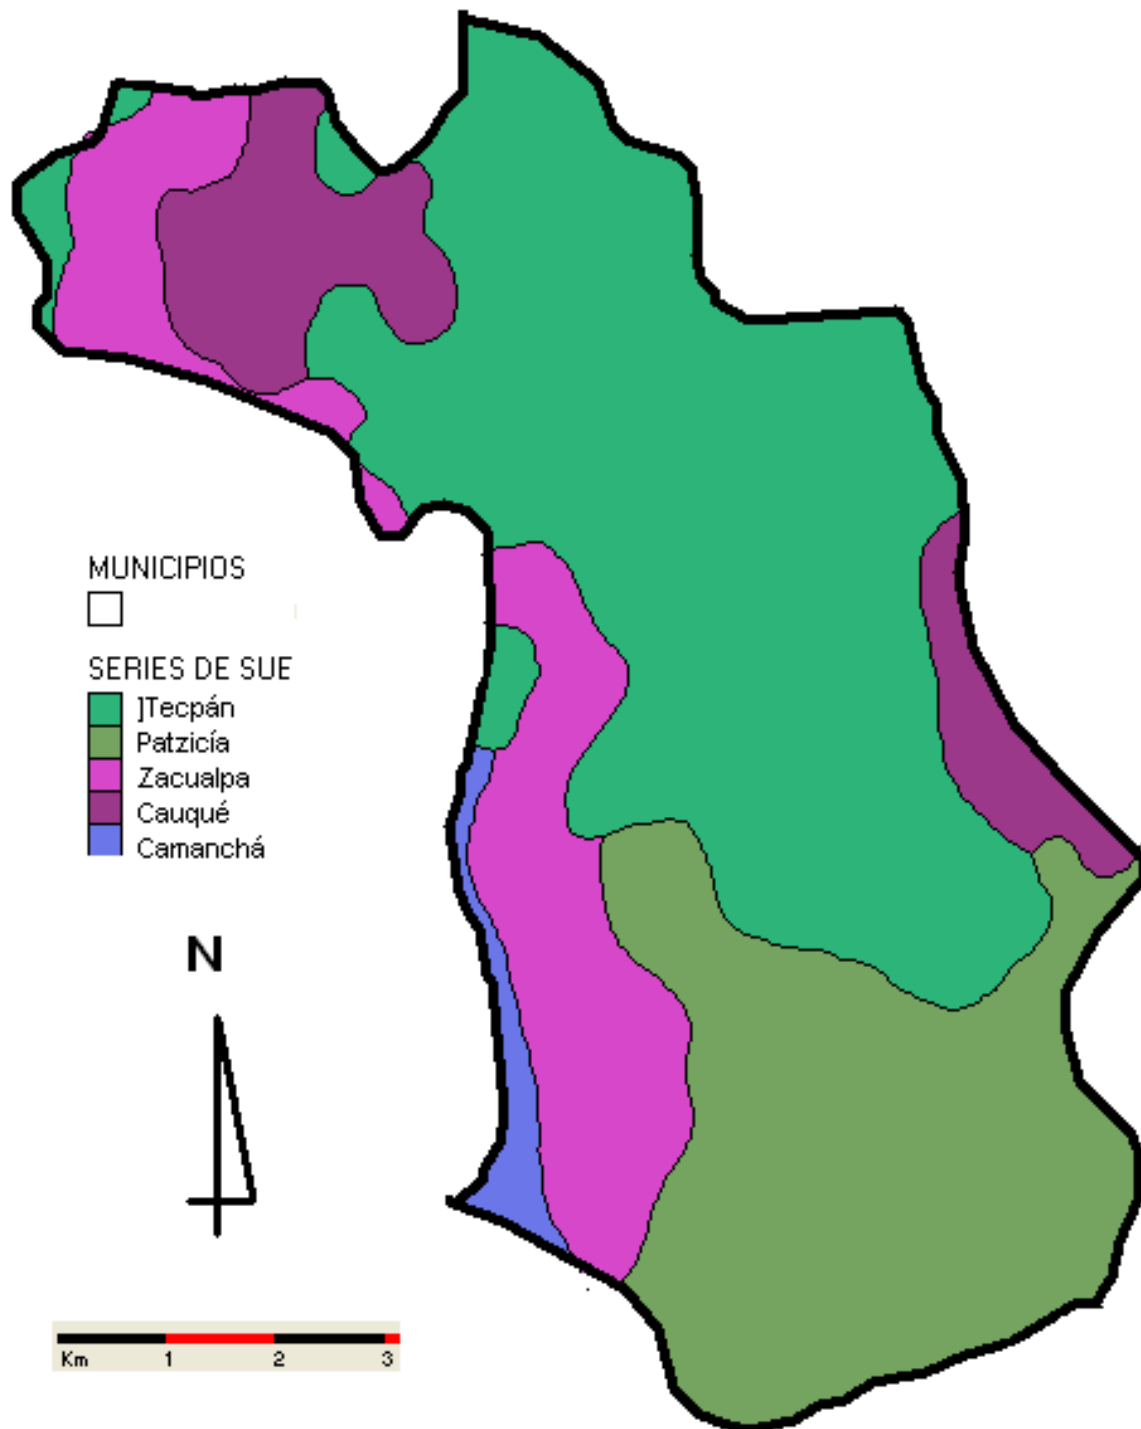 MUNICIPIOS
SERIES DE SUE
]Tecpán
Patzicía
Zacualpa
Cauqué
Camanchá
N
Km 1 2 3